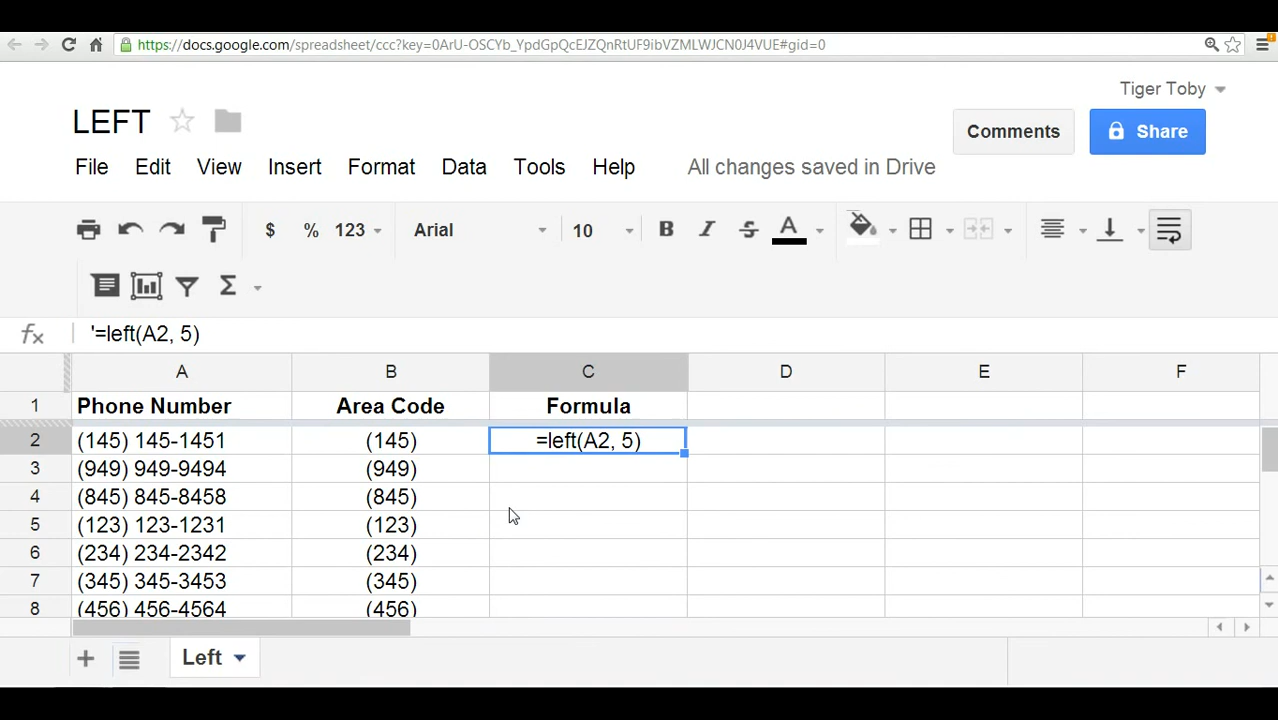 https://docs.google.com/spreadsheet/ccc?key=0ArU-OSCYb_YpdGpQcEJZQnRtUF9ibVZMLWJCN0J4VUE#gid=0
Tiger Toby
LEFT
Comments
Share
File Edit View Insert Format Data Tools Help All changes saved in Drive
$ % 123 Arial 10 B I S A
Σ
fx '=left(A2, 5)
A B C D E F
1 Phone Number Area Code Formula
2 (145) 145-1451 (145) =left(A2, 5)
3 (949) 949-9494 (949)
4 (845) 845-8458 (845)
5 (123) 123-1231 (123)
6 (234) 234-2342 (234)
7 (345) 345-3453 (345)
8 (456) 456-4564 (456)
+ Left